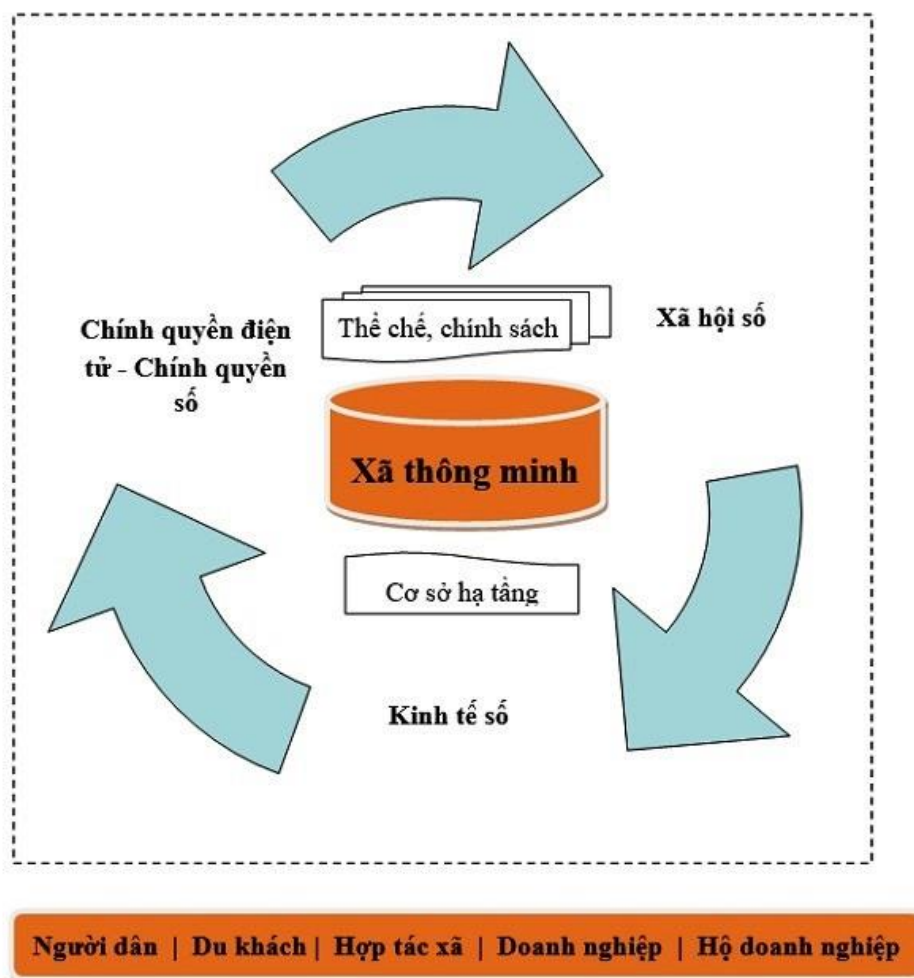 Thể chế, chính sách
Chính quyền điện
tử - Chính quyền
số
Xã hội số
Xã thông minh
Cơ sở hạ tầng
Kinh tế số
Người dân | Du khách | Hợp tác xã | Doanh nghiệp | Hộ doanh nghiệp